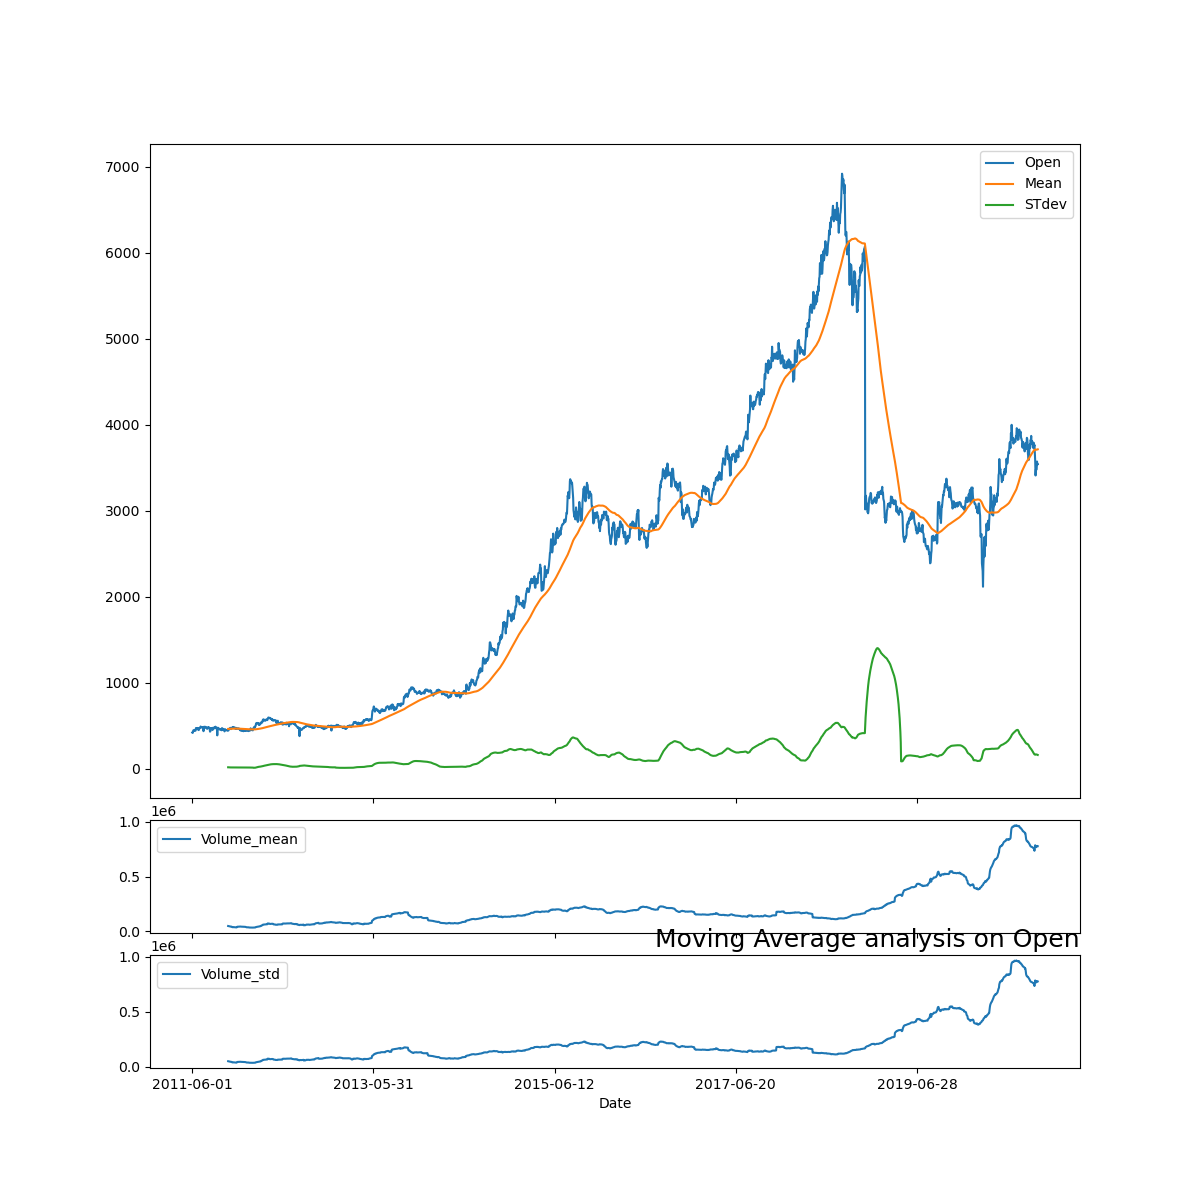 7000
6000
5000
4000
3000
2000
1000
0
Open
Mean
STdev
1e6
1.0
0.5
0.0
Volume_mean
Moving Average analysis on Open
1e6
1.0
0.5
0.0
Volume_std
2011-06-01 2013-05-31 2015-06-12 2017-06-20 2019-06-28
Date